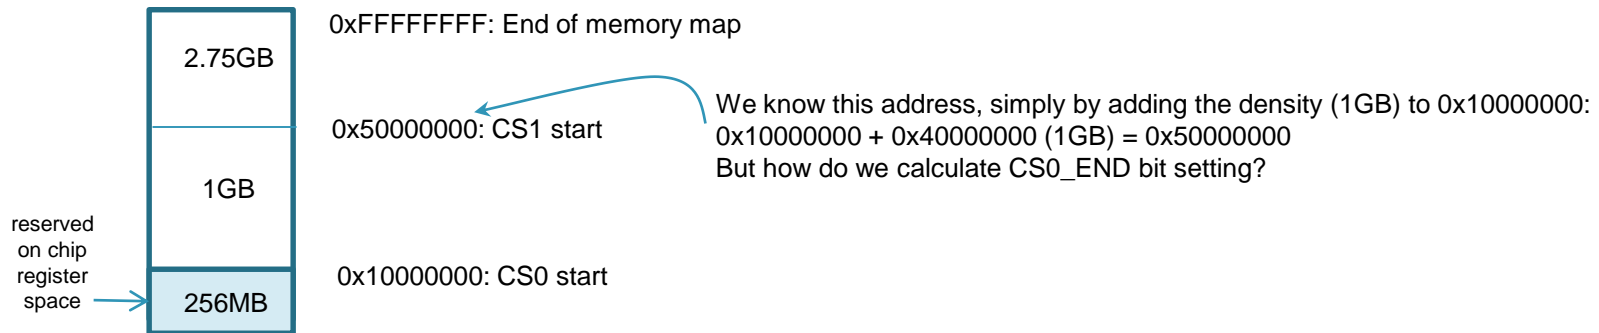 0xFFFFFFFF: End of memory map
2.75GB
We know this address, simply by adding the density (1GB) to 0x10000000:
0x50000000: CS1 start
0x10000000 + 0x40000000 (1GB) = 0x50000000
But how do we calculate CS0_END bit setting?
1GB
reserved
on chip
register
space
0x10000000: CS0 start
256MB